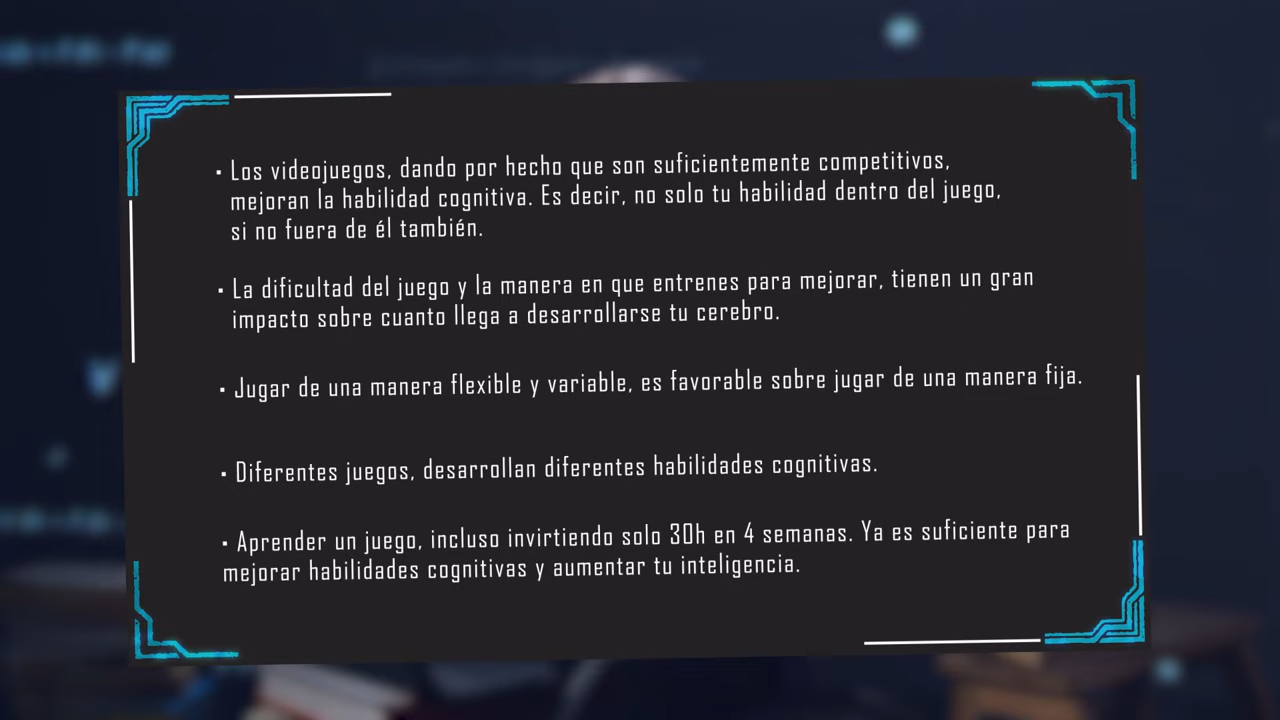 · Los videojuegos, dando por hecho que son suficientemente competitivos,
mejoran la habilidad cognitiva. Es decir, no solo tu habilidad dentro del juego,
si no fuera de él también.
· La dificultad del juego y la manera en que entrenes para mejorar, tienen un gran
impacto sobre cuanto llega a desarrollarse tu cerebro.
· Jugar de una manera flexible y variable, es favorable sobre jugar de una manera fija.
· Diferentes juegos, desarrollan diferentes habilidades cognitivas.
· Aprender un juego, incluso invirtiendo solo 30h en 4 semanas. Ya es suficiente para
mejorar habilidades cognitivas y aumentar tu inteligencia.